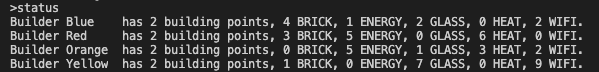 >status
Builder Blue    has 2 building points, 4 BRICK, 1 ENERGY, 2 GLASS, 0 HEAT, 2 WIFI.
Builder Red     has 2 building points, 3 BRICK, 5 ENERGY, 0 GLASS, 6 HEAT, 0 WIFI.
Builder Orange  has 2 building points, 0 BRICK, 5 ENERGY, 1 GLASS, 3 HEAT, 2 WIFI.
Builder Yellow  has 2 building points, 1 BRICK, 0 ENERGY, 7 GLASS, 0 HEAT, 9 WIFI.